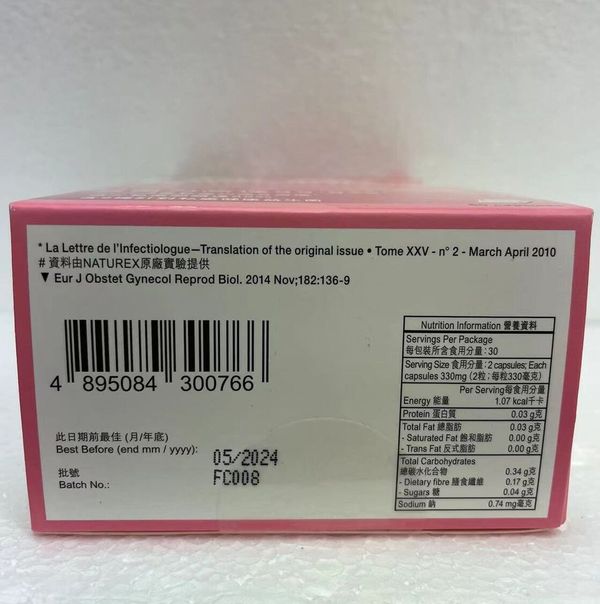 * La Lettre de l'Infectiologue–Translation of the original issue • Tome XXV - n° 2 - March April 2010
# 資料由NATUREX原廠實驗提供
▼ Eur J Obstet Gynecol Reprod Biol. 2014 Nov;182:136-9
4 895084 300766
此日期前最佳 (月/年底)
Best Before (end mm / yyyy): 05/2024
批號
Batch No.: FC008
Nutrition Information 營養資料
Servings Per Package
每包裝所含食用分量：30
Serving Size 食用分量：2 capsules; Each
capsules 330mg (2粒；每粒330毫克)
Per Serving每食用分量
Energy 能量 1.07 kcal千卡
Protein 蛋白質 0.03 g克
Total Fat 總脂肪 0.03 g克
- Saturated Fat 飽和脂肪 0.00 g克
- Trans Fat 反式脂肪 0.00 g克
Total Carbohydrates
總碳水化合物 0.34 g克
- Dietary fibre 膳食纖維 0.17 g克
- Sugars 糖 0.04 g克
Sodium 鈉 0.74 mg毫克